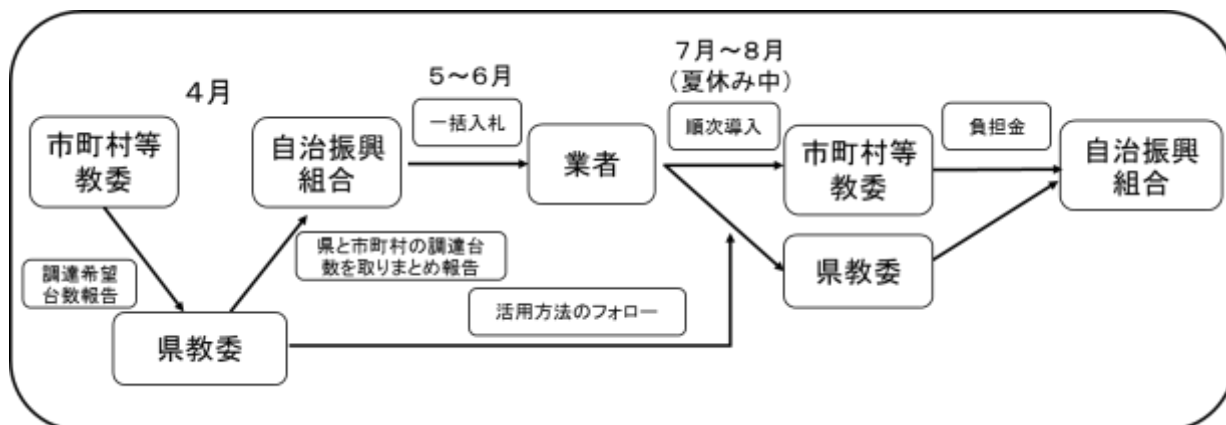 4月
市町村等
教委
調達希望
台数報告
県教委
自治振興
組合
県と市町村の調達台
数を取りまとめ報告
5～6月
一括入札
業者
活用方法のフォロー
7月～8月
(夏休み中)
順次導入
市町村等
教委
県教委
負担金
自治振興
組合